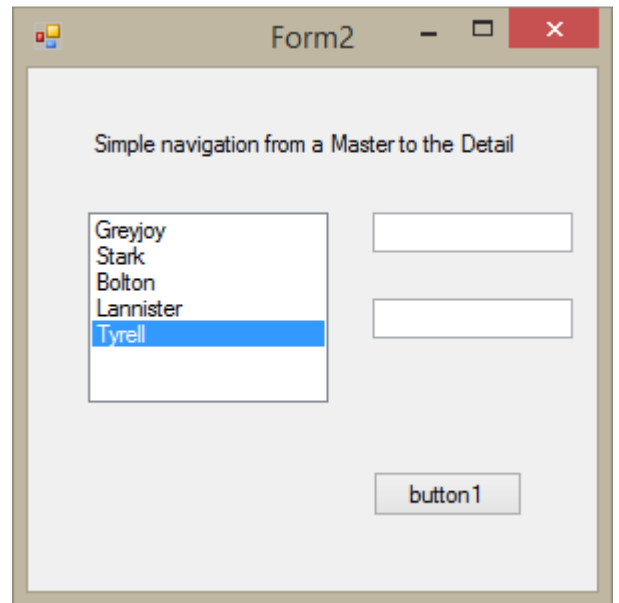 Form2
Simple navigation from a Master to the Detail
Greyjoy
Stark
Bolton
Lannister
Tyrell
button1